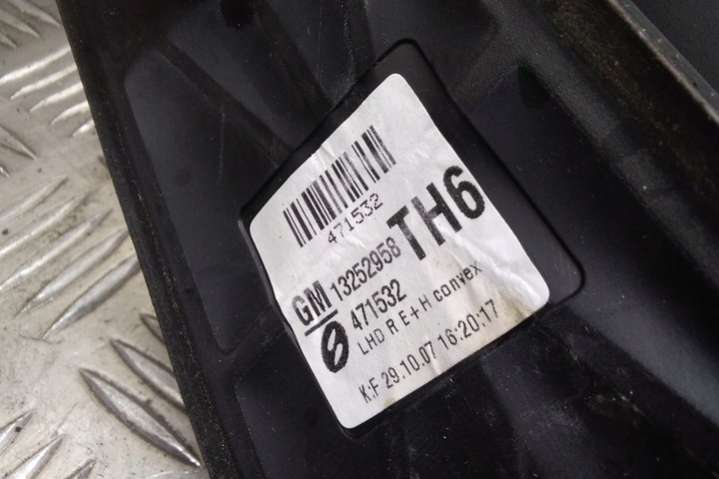 471532
TH6
GM 13252958
471532
LHD R E+H convex
K:F 29.10.07 16:20:17